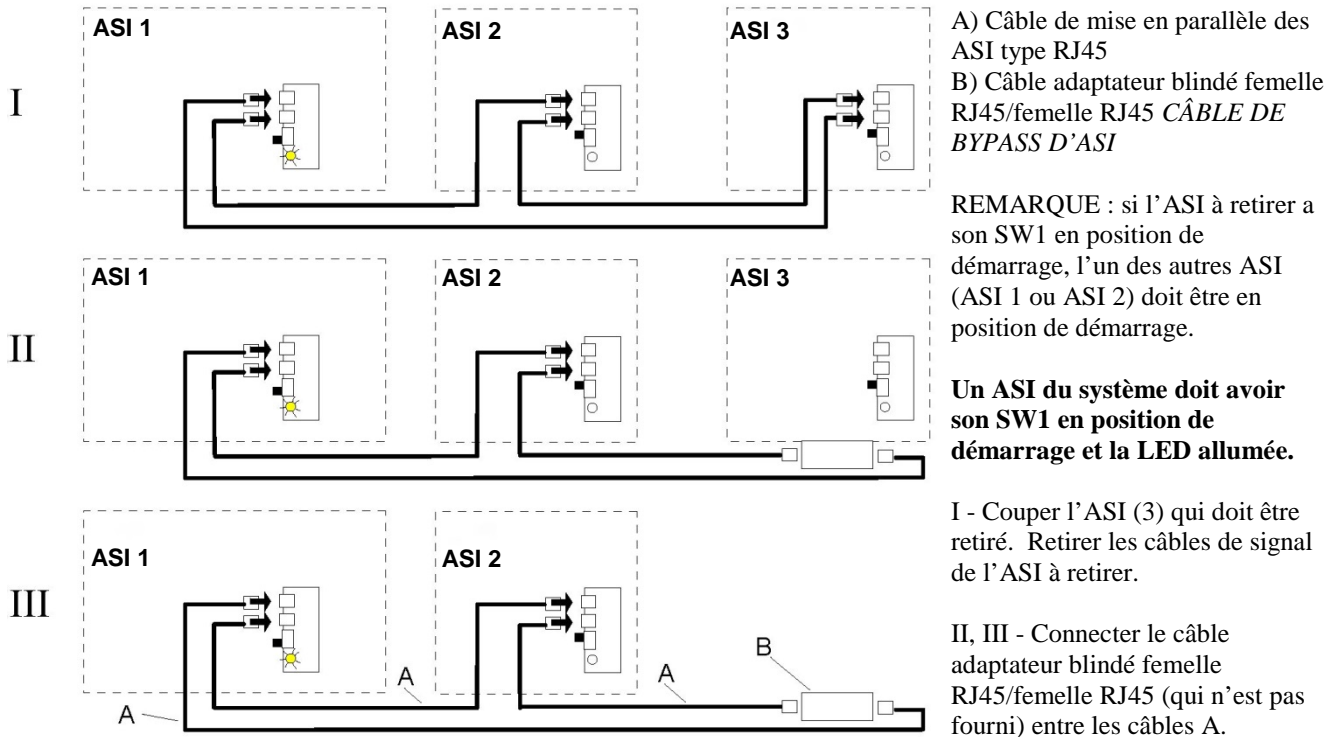 I
ASI 1
ASI 2
ASI 3
II
ASI 1
ASI 2
ASI 3
III
ASI 1
ASI 2
A
A
A
B
A) Câble de mise en parallèle des
ASI type RJ45
B) Câble adaptateur blindé femelle
RJ45/femelle RJ45 CÂBLE DE
BYPASS D’ASI
REMARQUE : si l’ASI à retirer a
son SW1 en position de
démarrage, l’un des autres ASI
(ASI 1 ou ASI 2) doit être en
position de démarrage.
Un ASI du système doit avoir
son SW1 en position de
démarrage et la LED allumée.
I - Couper l’ASI (3) qui doit être
retiré. Retirer les câbles de signal
de l’ASI à retirer.
II, III - Connecter le câble
adaptateur blindé femelle
RJ45/femelle RJ45 (qui n’est pas
fourni) entre les câbles A.